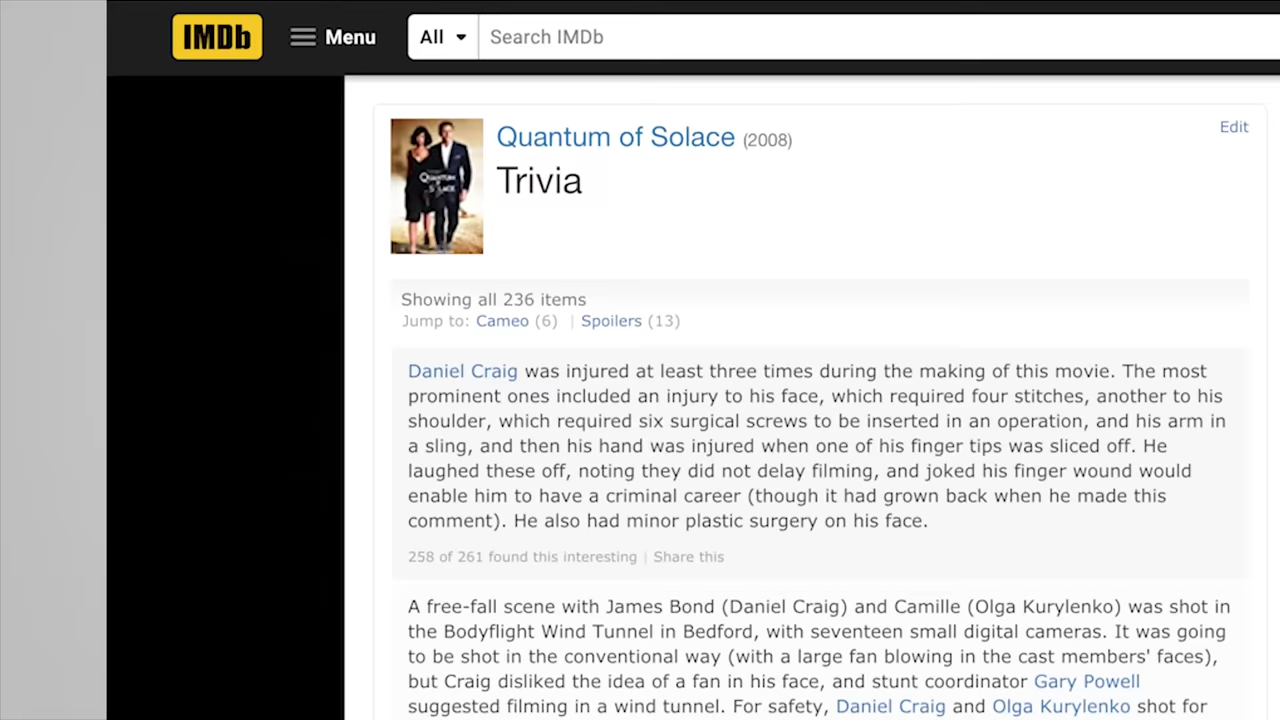 IMDb Menu All Search IMDb
Quantum of Solace (2008)
Edit
Trivia
QUANTUM
OF
SOLACE
Showing all 236 items
Jump to: Cameo (6) | Spoilers (13)
Daniel Craig was injured at least three times during the making of this movie. The most
prominent ones included an injury to his face, which required four stitches, another to his
shoulder, which required six surgical screws to be inserted in an operation, and his arm in
a sling, and then his hand was injured when one of his finger tips was sliced off. He
laughed these off, noting they did not delay filming, and joked his finger wound would
enable him to have a criminal career (though it had grown back when he made this
comment). He also had minor plastic surgery on his face.
258 of 261 found this interesting | Share this
A free-fall scene with James Bond (Daniel Craig) and Camille (Olga Kurylenko) was shot in
the Bodyflight Wind Tunnel in Bedford, with seventeen small digital cameras. It was going
to be shot in the conventional way (with a large fan blowing in the cast members' faces),
but Craig disliked the idea of a fan in his face, and stunt coordinator Gary Powell
suggested filming in a wind tunnel. For safety, Daniel Craig and Olga Kurylenko shot for